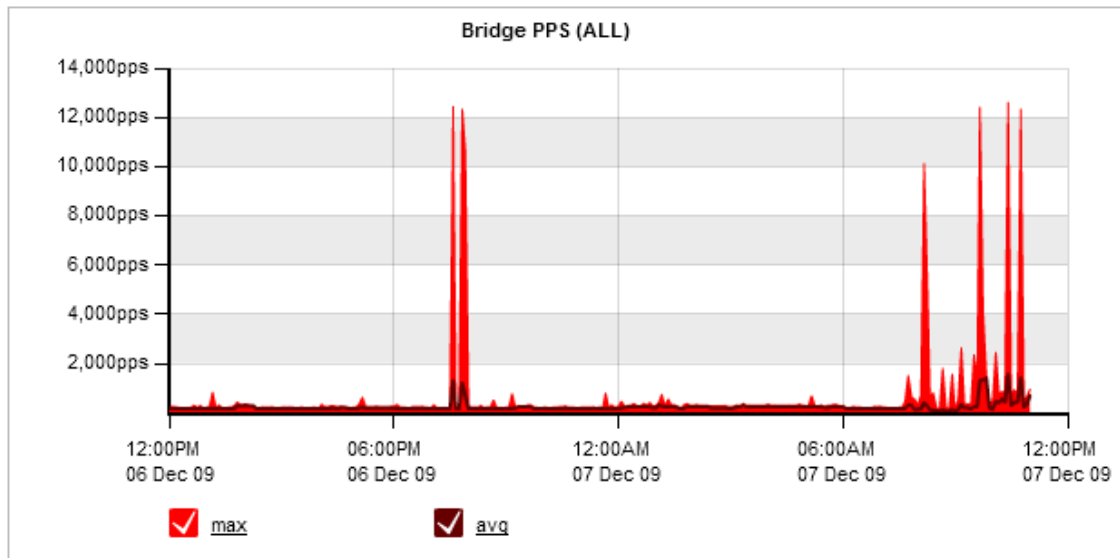 Bridge PPS (ALL)
14,000pps
12,000pps
10,000pps
8,000pps
6,000pps
4,000pps
2,000pps
12:00PM 06:00PM 12:00AM 06:00AM 12:00PM
06 Dec 09 06 Dec 09 07 Dec 09 07 Dec 09 07 Dec 09
max avg